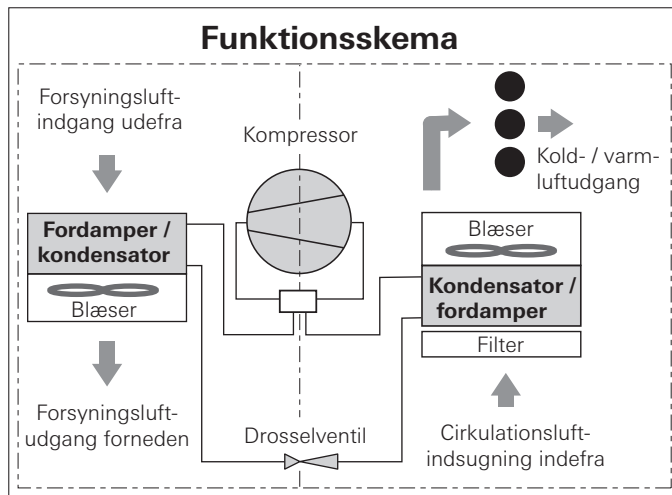 Funktionsskema
Forsyningsluft-
indgang udefra
Kompressor
Kold- / varm-
luftudgang
Fordamper /
kondensator
Blæser
Blæser
Kondensator /
fordamper
Filter
Forsyningsluft-
udgang forneden
Drosselventil
Cirkulationsluft-
indsugning indefra